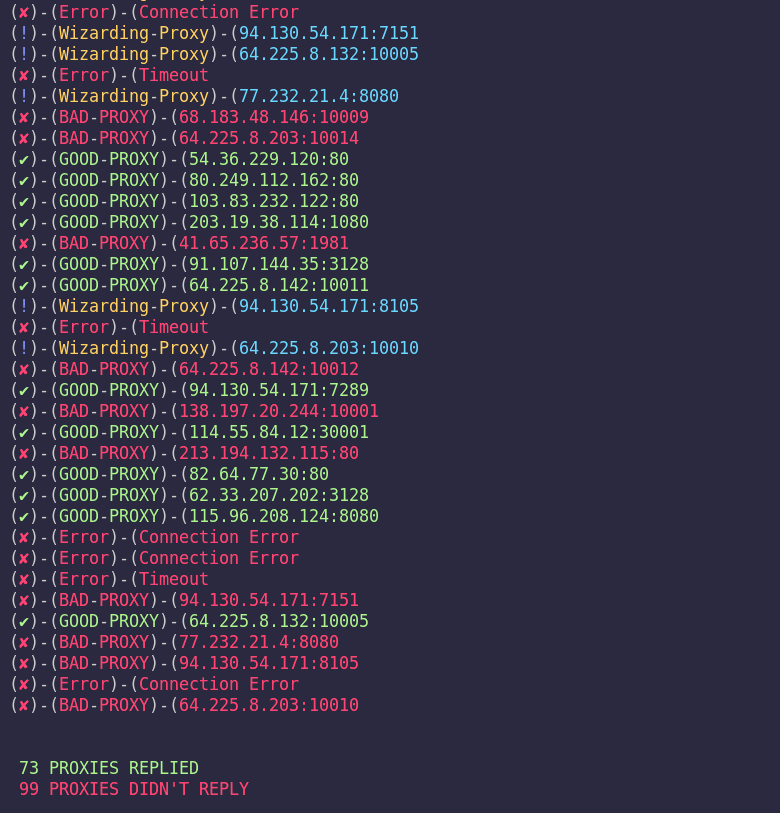 (✘)-(Error)-(Connection Error
(!)-(Wizarding-Proxy)-(94.130.54.171:7151
(!)-(Wizarding-Proxy)-(64.225.8.132:10005
(✘)-(Error)-(Timeout
(!)-(Wizarding-Proxy)-(77.232.21.4:8080
(✘)-(BAD-PROXY)-(68.183.48.146:10009
(✘)-(BAD-PROXY)-(64.225.8.203:10014
(✔)-(GOOD-PROXY)-(54.36.229.120:80
(✔)-(GOOD-PROXY)-(80.249.112.162:80
(✔)-(GOOD-PROXY)-(103.83.232.122:80
(✔)-(GOOD-PROXY)-(203.19.38.114:1080
(✘)-(BAD-PROXY)-(41.65.236.57:1981
(✔)-(GOOD-PROXY)-(91.107.144.35:3128
(✔)-(GOOD-PROXY)-(64.225.8.142:10011
(!)-(Wizarding-Proxy)-(94.130.54.171:8105
(✘)-(Error)-(Timeout
(!)-(Wizarding-Proxy)-(64.225.8.203:10010
(✘)-(BAD-PROXY)-(64.225.8.142:10012
(✔)-(GOOD-PROXY)-(94.130.54.171:7289
(✘)-(BAD-PROXY)-(138.197.20.244:10001
(✔)-(GOOD-PROXY)-(114.55.84.12:30001
(✘)-(BAD-PROXY)-(213.194.132.115:80
(✔)-(GOOD-PROXY)-(82.64.77.30:80
(✔)-(GOOD-PROXY)-(62.33.207.202:3128
(✔)-(GOOD-PROXY)-(115.96.208.124:8080
(✘)-(Error)-(Connection Error
(✘)-(Error)-(Connection Error
(✘)-(Error)-(Timeout
(✘)-(BAD-PROXY)-(94.130.54.171:7151
(✔)-(GOOD-PROXY)-(64.225.8.132:10005
(✘)-(BAD-PROXY)-(77.232.21.4:8080
(✘)-(BAD-PROXY)-(94.130.54.171:8105
(✘)-(Error)-(Connection Error
(✘)-(BAD-PROXY)-(64.225.8.203:10010
73 PROXIES REPLIED
99 PROXIES DIDN'T REPLY